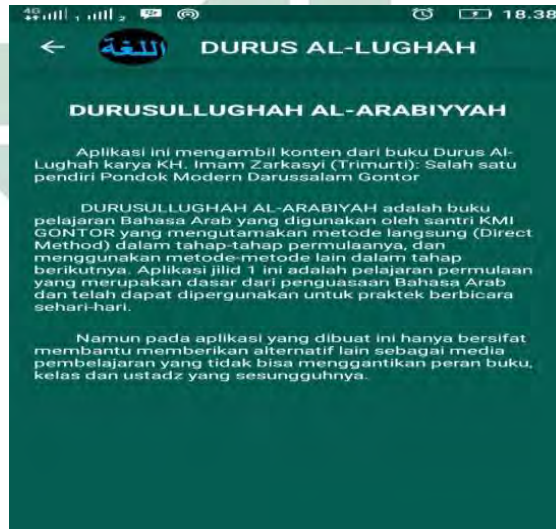 4G 1 2 18.38
← اللغة DURUS AL-LUGHAH
DURUSULLUGHAH AL-ARABIYYAH
Aplikasi ini mengambil konten dari buku Durus Al-
Lughah karya KH. Imam Zarkasyi (Trimurti): Salah satu
pendiri Pondok Modern Darussalam Gontor
DURUSULLUGHAH AL-ARABIYAH adalah buku
pelajaran Bahasa Arab yang digunakan oleh santri KMI
GONTOR yang mengutamakan metode langsung (Direct
Method) dalam tahap-tahap permulaanya, dan
menggunakan metode-metode lain dalam tahap
berikutnya. Aplikasi jilid 1 ini adalah pelajaran permulaan
yang merupakan dasar dari penguasaan Bahasa Arab
dan telah dapat dipergunakan untuk praktek berbicara
sehari-hari.
Namun pada aplikasi yang dibuat ini hanya bersifat
membantu memberikan alternatif lain sebagai media
pembelajaran yang tidak bisa menggantikan peran buku,
kelas dan ustadz yang sesungguhnya.